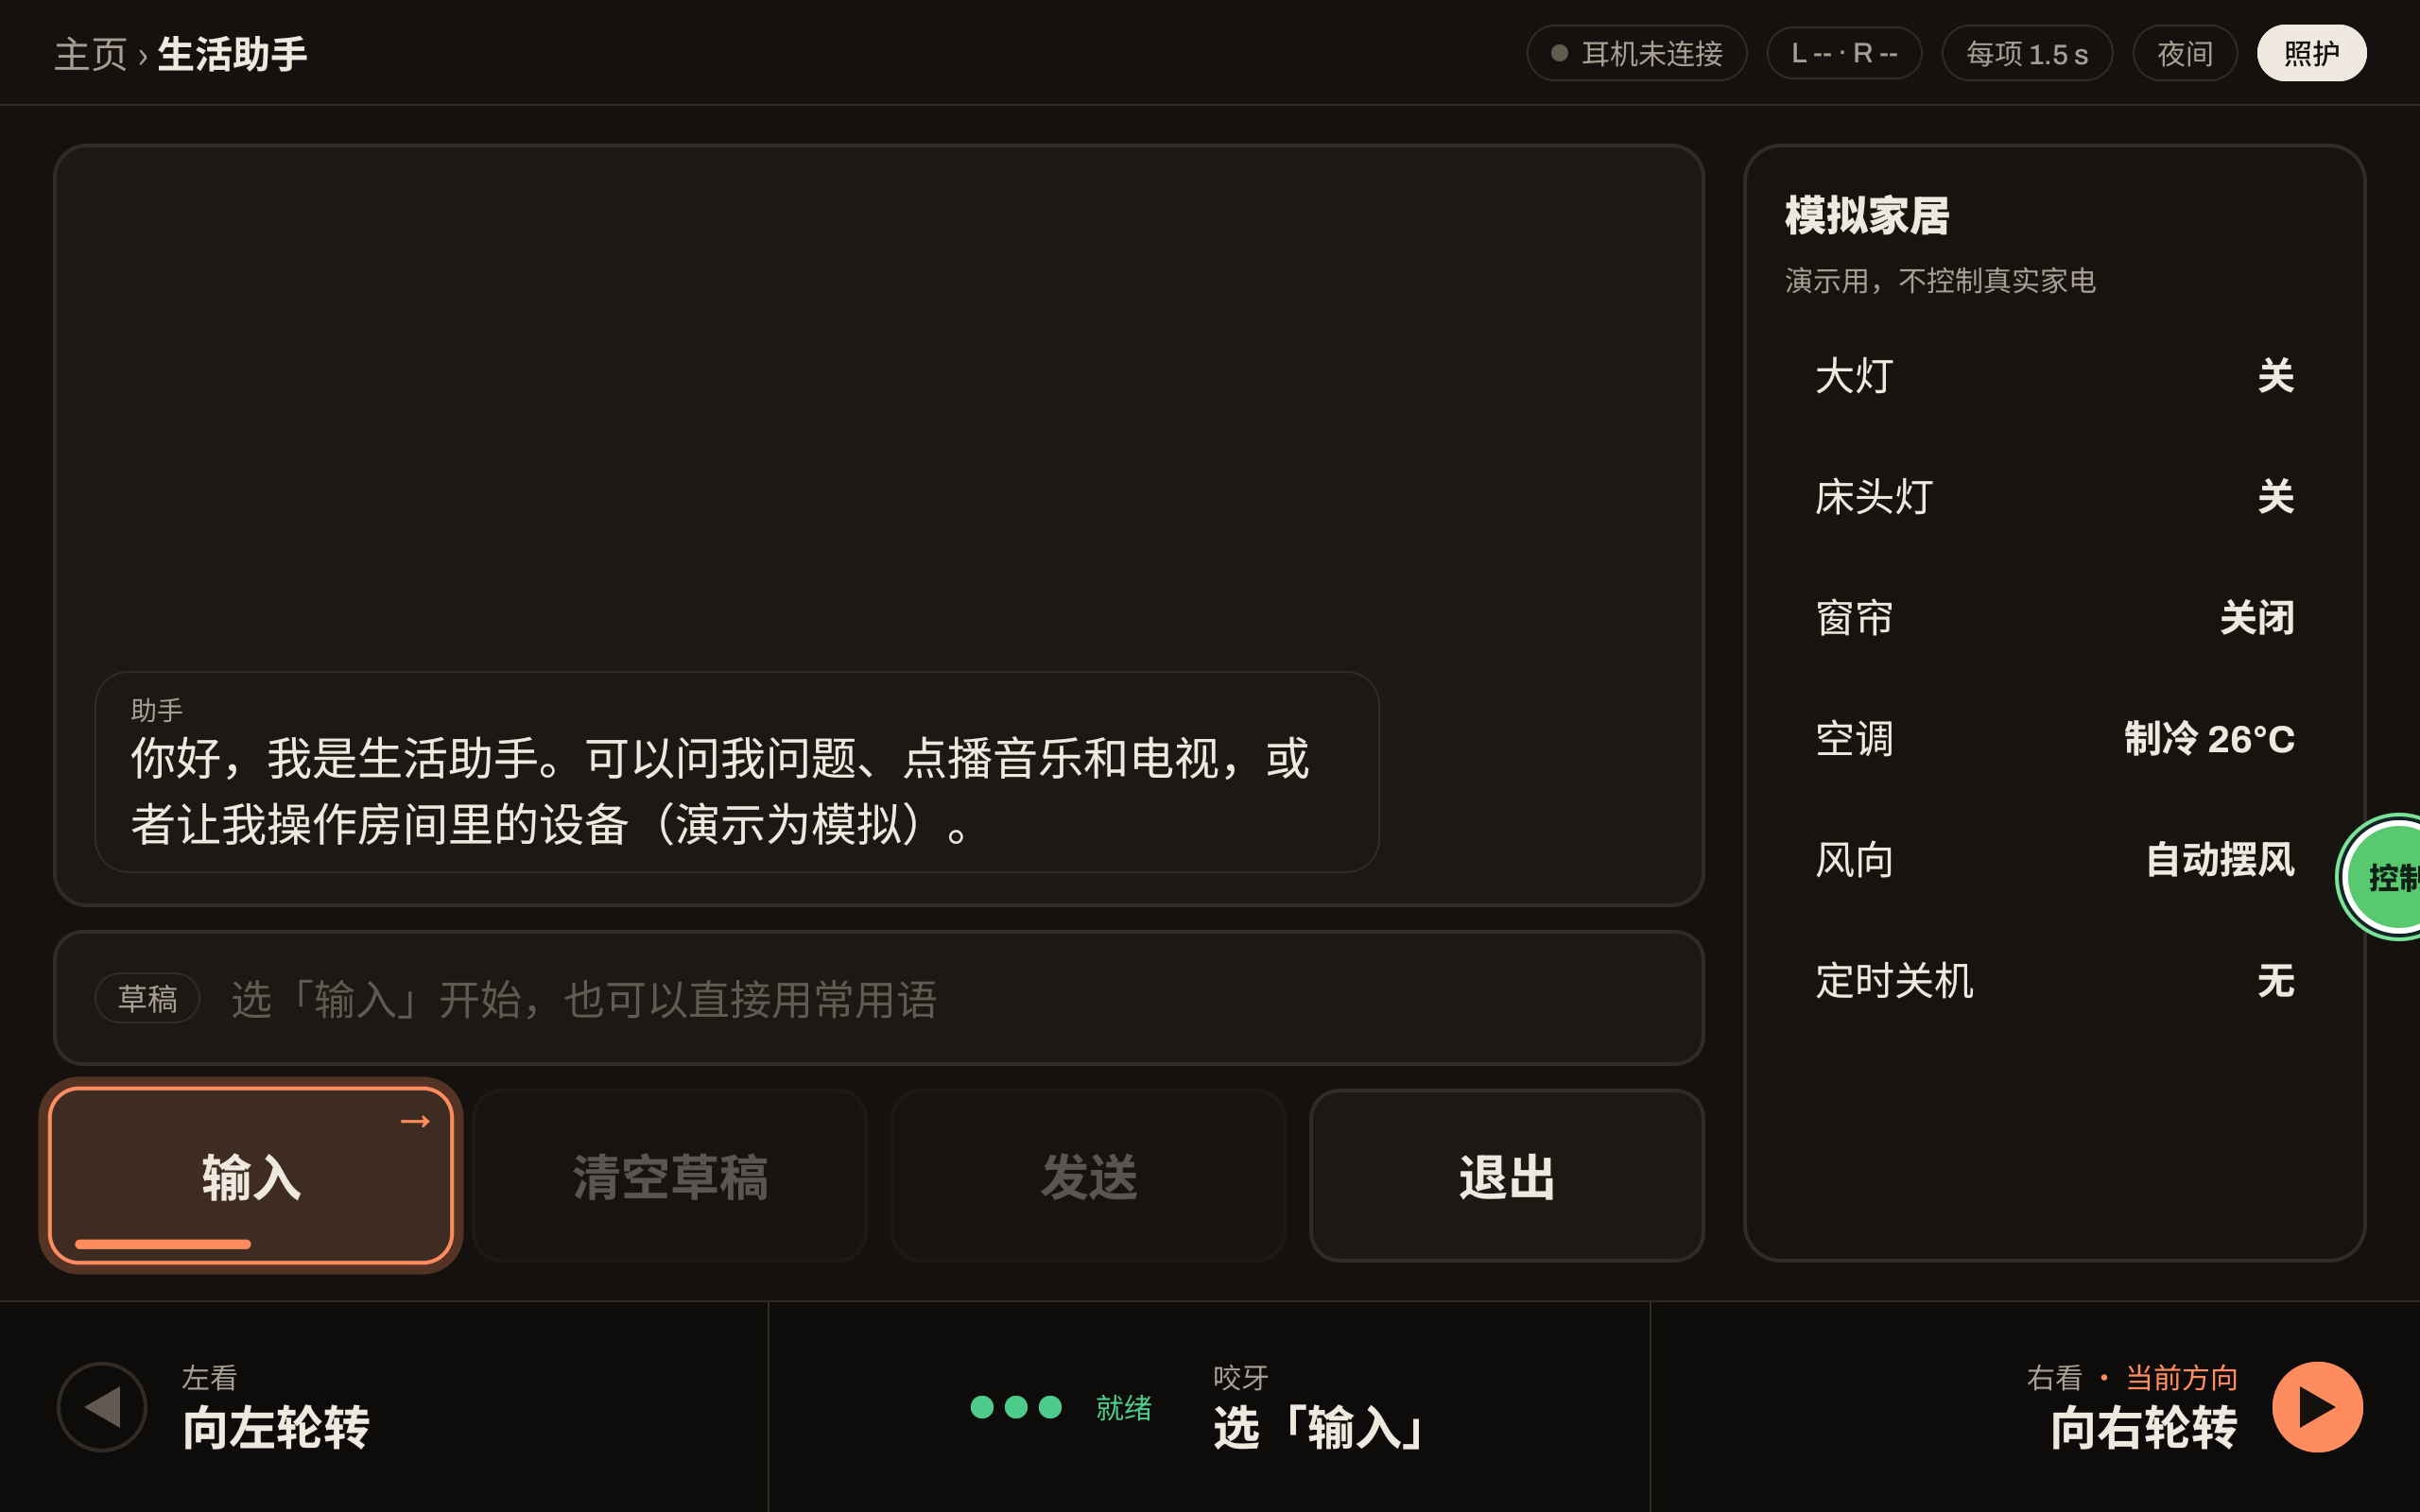 主页 › 生活助手
耳机未连接
L -- · R --
每项 1.5 s
夜间
照护
助手
你好，我是生活助手。可以问我问题、点播音乐和电视，或
者让我操作房间里的设备（演示为模拟）。
草稿
选「输入」开始，也可以直接用常用语
输入 →
清空草稿
发送
退出
模拟家居
演示用，不控制真实家电
大灯 关
床头灯 关
窗帘 关闭
空调 制冷 26°C
风向 自动摆风
定时关机 无
左看
向左轮转
就绪
咬牙
选「输入」
右看 · 当前方向
向右轮转